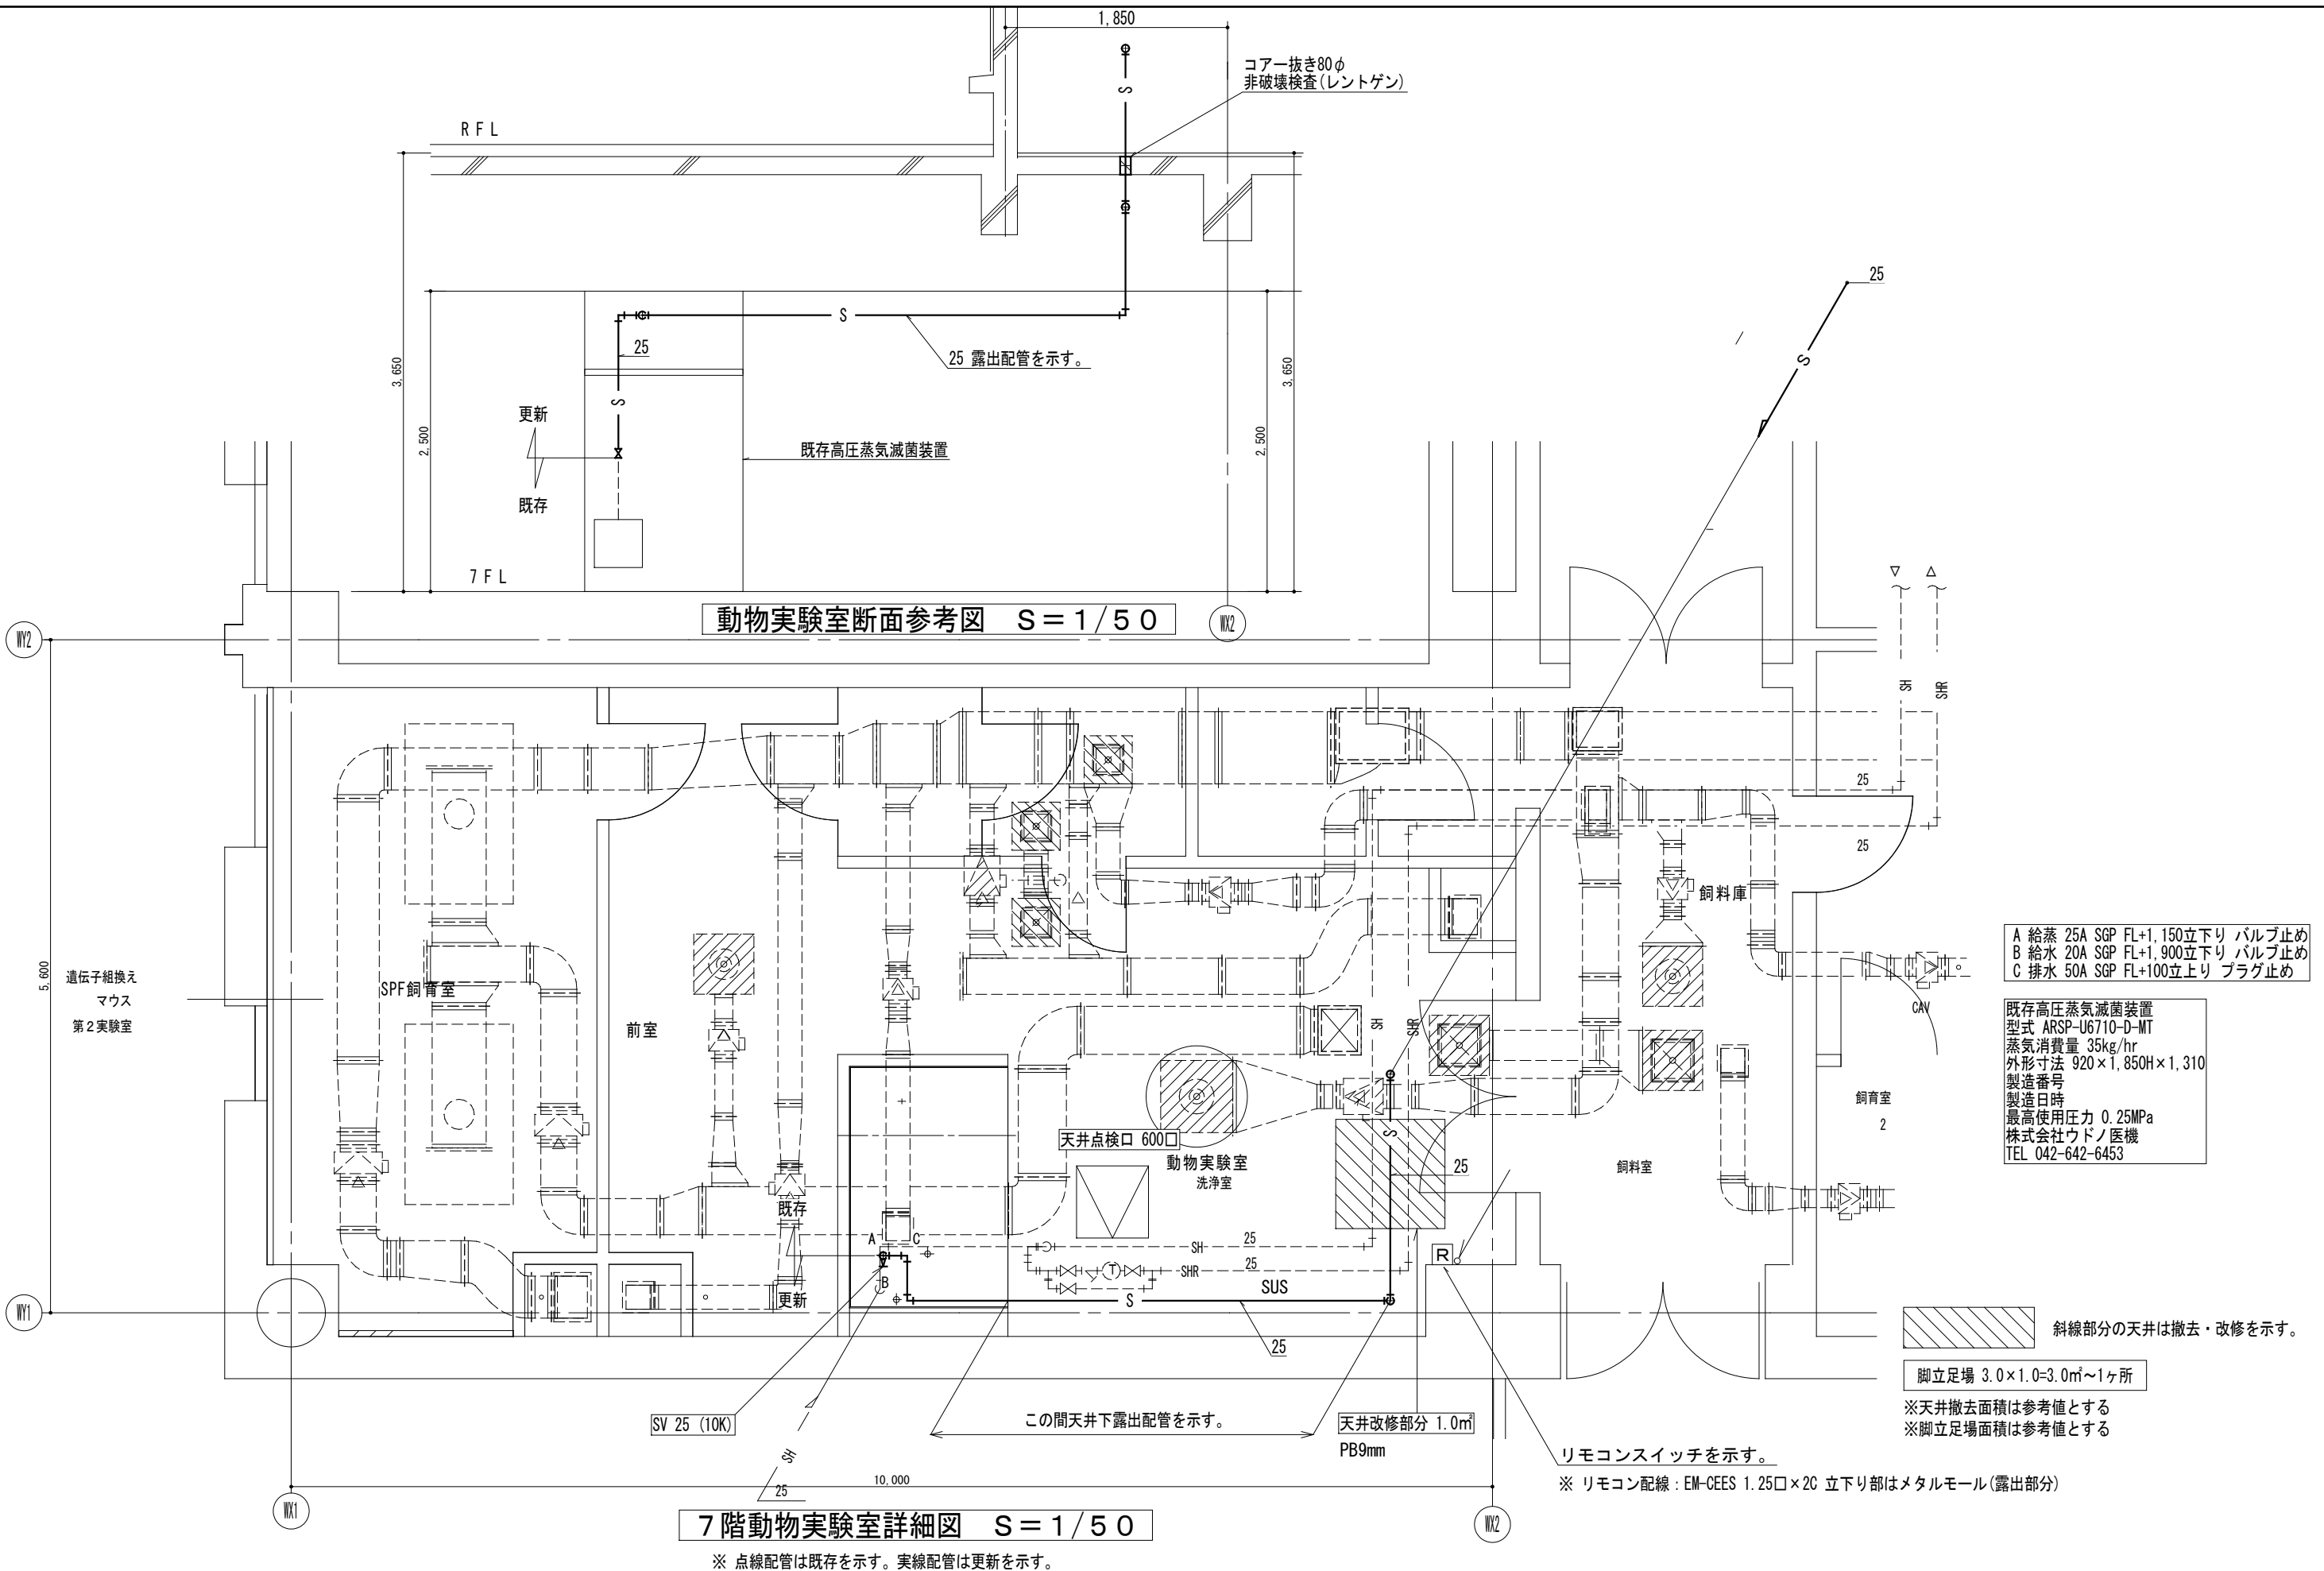 1,850
コアー抜き80φ
非破壊検査(レントゲン)
S
RFL
25
S
25
S
25 露出配管を示す。
3,650
2,500
3,650
2,500
更新
S
既存高圧蒸気滅菌装置
既存
7FL
動物実験室断面参考図 S=1/50
WX2
WY2
SH
SHR
25
25
飼料庫
A 給蒸 25A SGP FL+1,150立下り バルブ止め
B 給水 20A SGP FL+1,900立下り バルブ止め
C 排水 50A SGP FL+100立上り プラグ止め
5,600
遺伝子組換え
マウス
第2実験室
SPF飼育室
前室
CAV
既存高圧蒸気滅菌装置
型式 ARSP-U6710-D-MT
蒸気消費量 35kg/hr
外形寸法 920×1,850H×1,310
製造番号
製造日時
最高使用圧力 0.25MPa
株式会社ウドノ医機
TEL 042-642-6453
SH
SHR
飼育室
2
天井点検口 600□
S
動物実験室
洗浄室
25
飼料室
既存
A
C
SH
25
R
SHR
25
T
B
SUS
更新
S
WY1
25
斜線部分の天井は撤去・改修を示す。
脚立足場 3.0×1.0=3.0㎡~1ヶ所
※天井撤去面積は参考値とする
※脚立足場面積は参考値とする
SV 25 (10K)
この間天井下露出配管を示す。
天井改修部分 1.0㎡
PB9mm
SH
リモコンスイッチを示す。
※ リモコン配線：EM-CEES 1.25□×2C 立下り部はメタルモール(露出部分)
10,000
25
WX1
WX2
7階動物実験室詳細図 S=1/50
※ 点線配管は既存を示す。実線配管は更新を示す。